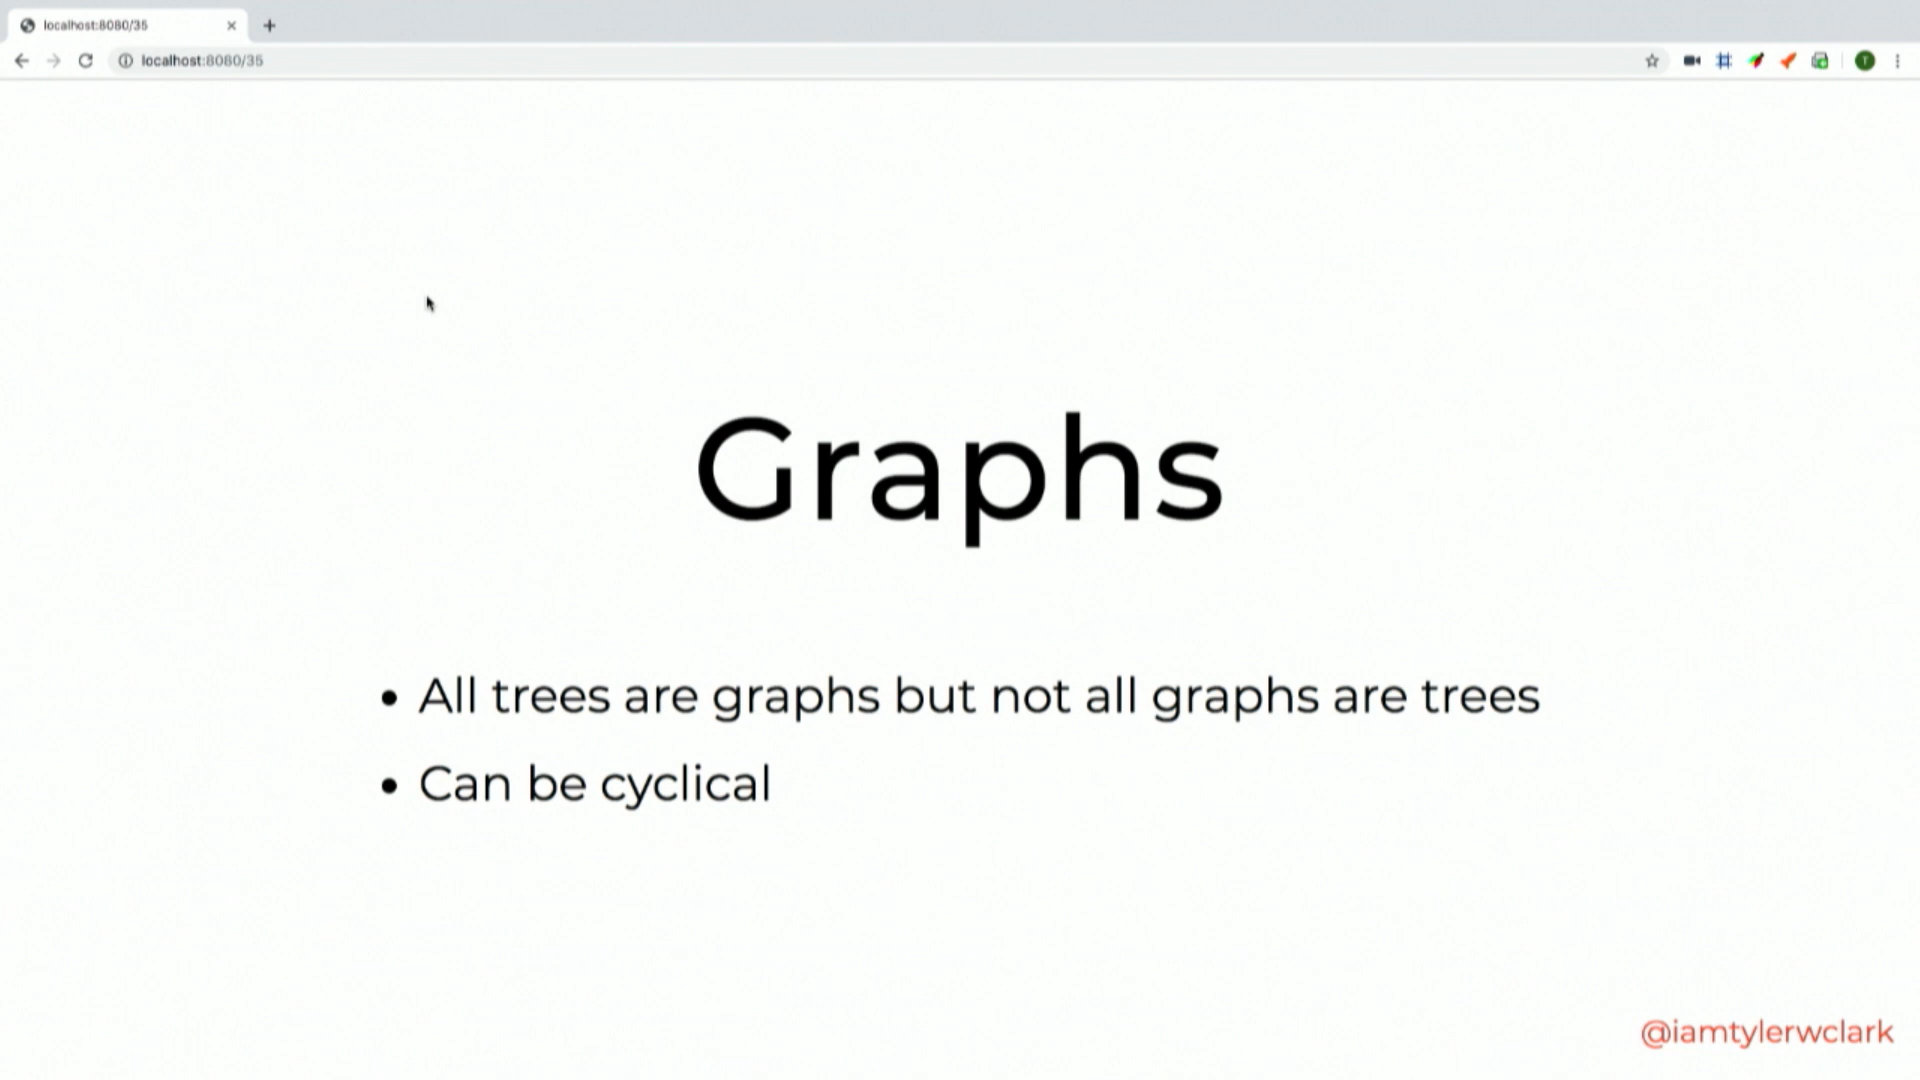 localhost:8080/35
localhost:8080/35
Graphs
• All trees are graphs but not all graphs are trees
• Can be cyclical
@iamtylerwclark